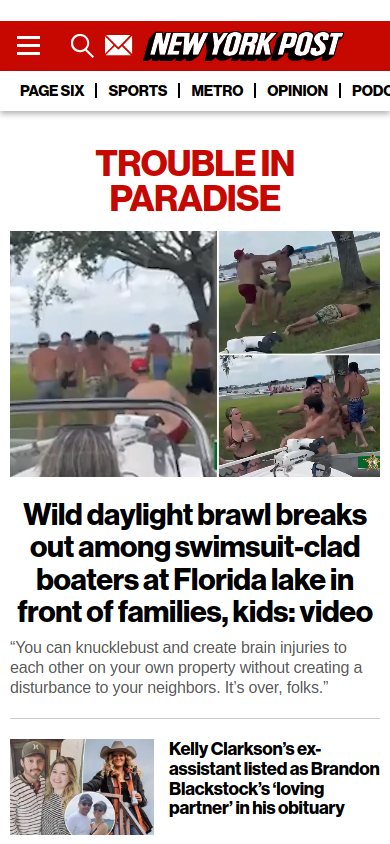 NEW YORK POST
PAGE SIX | SPORTS | METRO | OPINION | PODC
TROUBLE IN
PARADISE
Wild daylight brawl breaks
out among swimsuit-clad
boaters at Florida lake in
front of families, kids: video
“You can knucklebust and create brain injuries to
each other on your own property without creating a
disturbance to your neighbors. It’s over, folks.”
Kelly Clarkson’s ex-
assistant listed as Brandon
Blackstock’s ‘loving
partner’ in his obituary